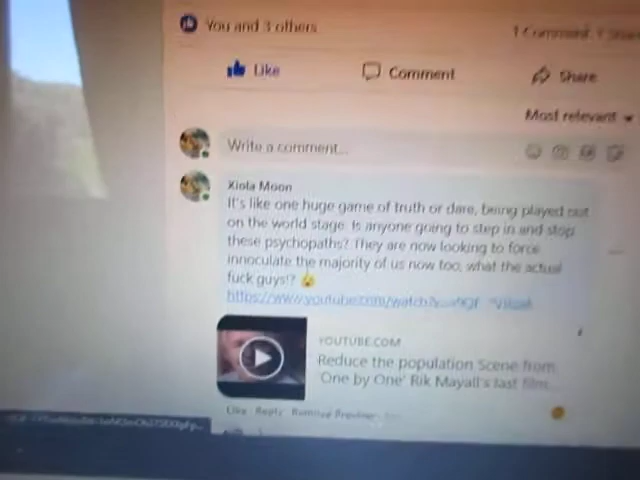 You and 3 others
1 Comment
Like
Comment
Share
Most relevant
Write a comment...
Xiola Moon
It's like one huge game of truth or dare, being played out
on the world stage. Is anyone going to step in and stop
these psychopaths? They are now looking to force
innoculate the majority of us now too, what the actual
fuck guys!? 😮
https://www.youtube.com/watch?v
YOUTUBE.COM
Reduce the population Scene from
'One by One' Rik Mayall's last film...
Like Reply Remove Preview